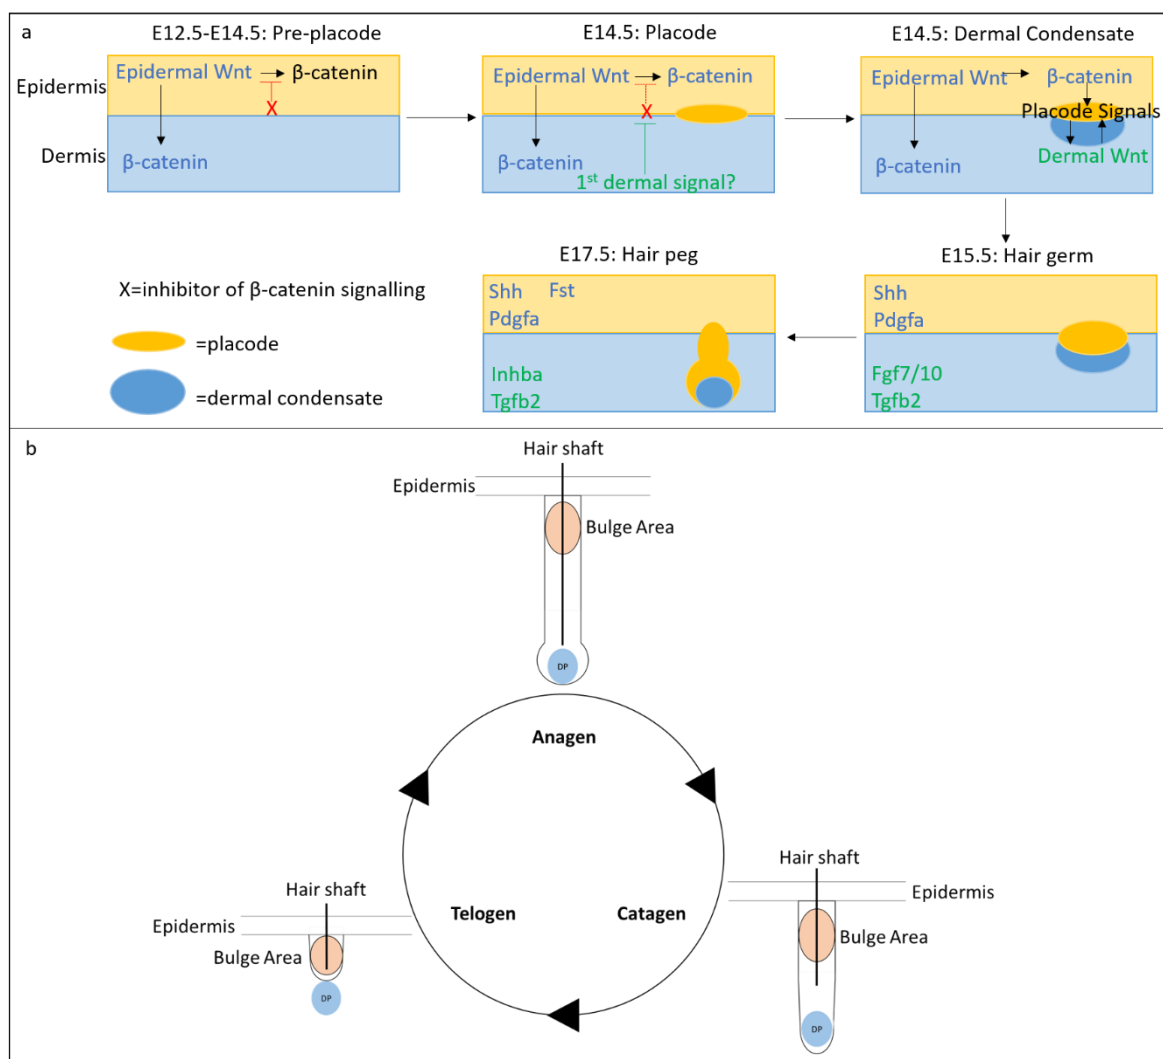 a
E12.5-E14.5: Pre-placode
Epidermis
Epidermal Wnt
β-catenin
X
Dermis
β-catenin
E14.5: Placode
Epidermal Wnt
β-catenin
X
β-catenin
1st dermal signal?
E14.5: Dermal Condensate
Epidermal Wnt
β-catenin
Placode Signals
β-catenin
Dermal Wnt
X=inhibitor of β-catenin signalling
=placode
=dermal condensate
E17.5: Hair peg
Shh Fst
Pdgfa
Inhba
Tgfb2
E15.5: Hair germ
Shh
Pdgfa
Fgf7/10
Tgfb2
b
Hair shaft
Epidermis
Bulge Area
DP
Anagen
Telogen
Catagen
Hair shaft
Epidermis
Bulge Area
DP
Hair shaft
Epidermis
Bulge Area
DP